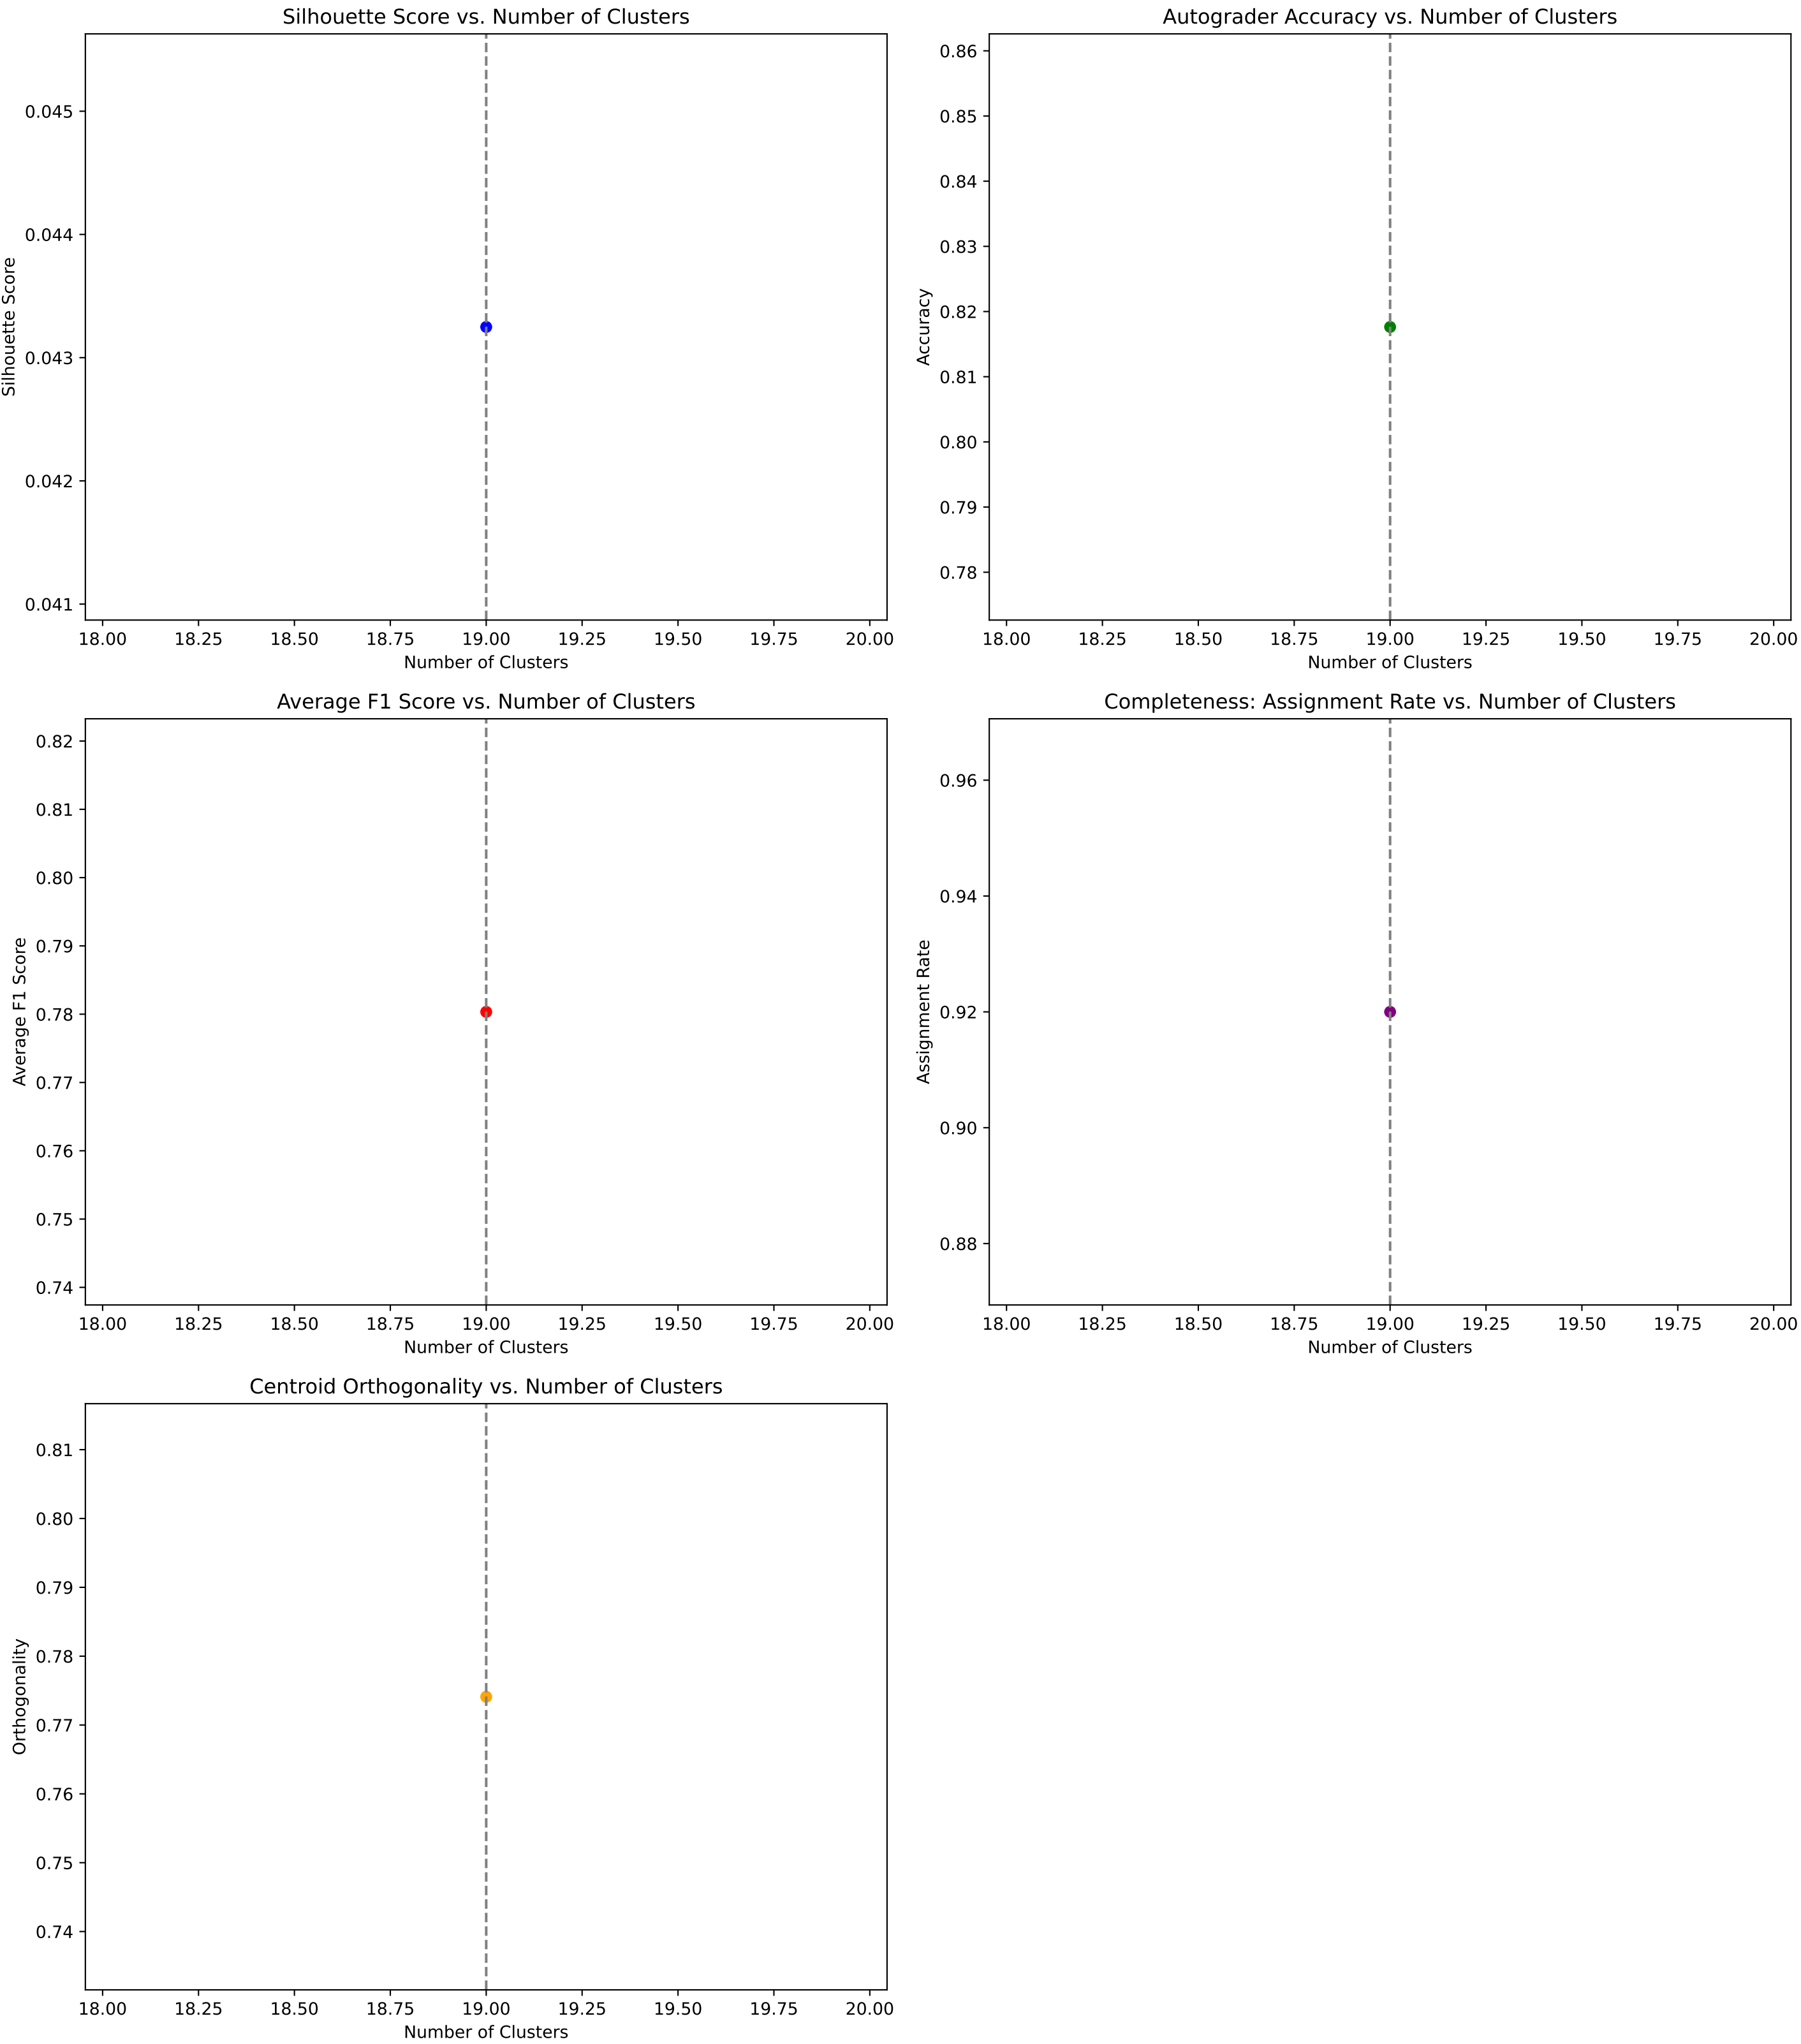 Silhouette Score vs. Number of Clusters
Silhouette Score
0.045
0.044
0.043
0.042
0.041
18.00 18.25 18.50 18.75 19.00 19.25 19.50 19.75 20.00
Number of Clusters
Autograder Accuracy vs. Number of Clusters
Accuracy
0.86
0.85
0.84
0.83
0.82
0.81
0.80
0.79
0.78
18.00 18.25 18.50 18.75 19.00 19.25 19.50 19.75 20.00
Number of Clusters
Average F1 Score vs. Number of Clusters
Average F1 Score
0.82
0.81
0.80
0.79
0.78
0.77
0.76
0.75
0.74
18.00 18.25 18.50 18.75 19.00 19.25 19.50 19.75 20.00
Number of Clusters
Completeness: Assignment Rate vs. Number of Clusters
Assignment Rate
0.96
0.94
0.92
0.90
0.88
18.00 18.25 18.50 18.75 19.00 19.25 19.50 19.75 20.00
Number of Clusters
Centroid Orthogonality vs. Number of Clusters
Orthogonality
0.81
0.80
0.79
0.78
0.77
0.76
0.75
0.74
18.00 18.25 18.50 18.75 19.00 19.25 19.50 19.75 20.00
Number of Clusters